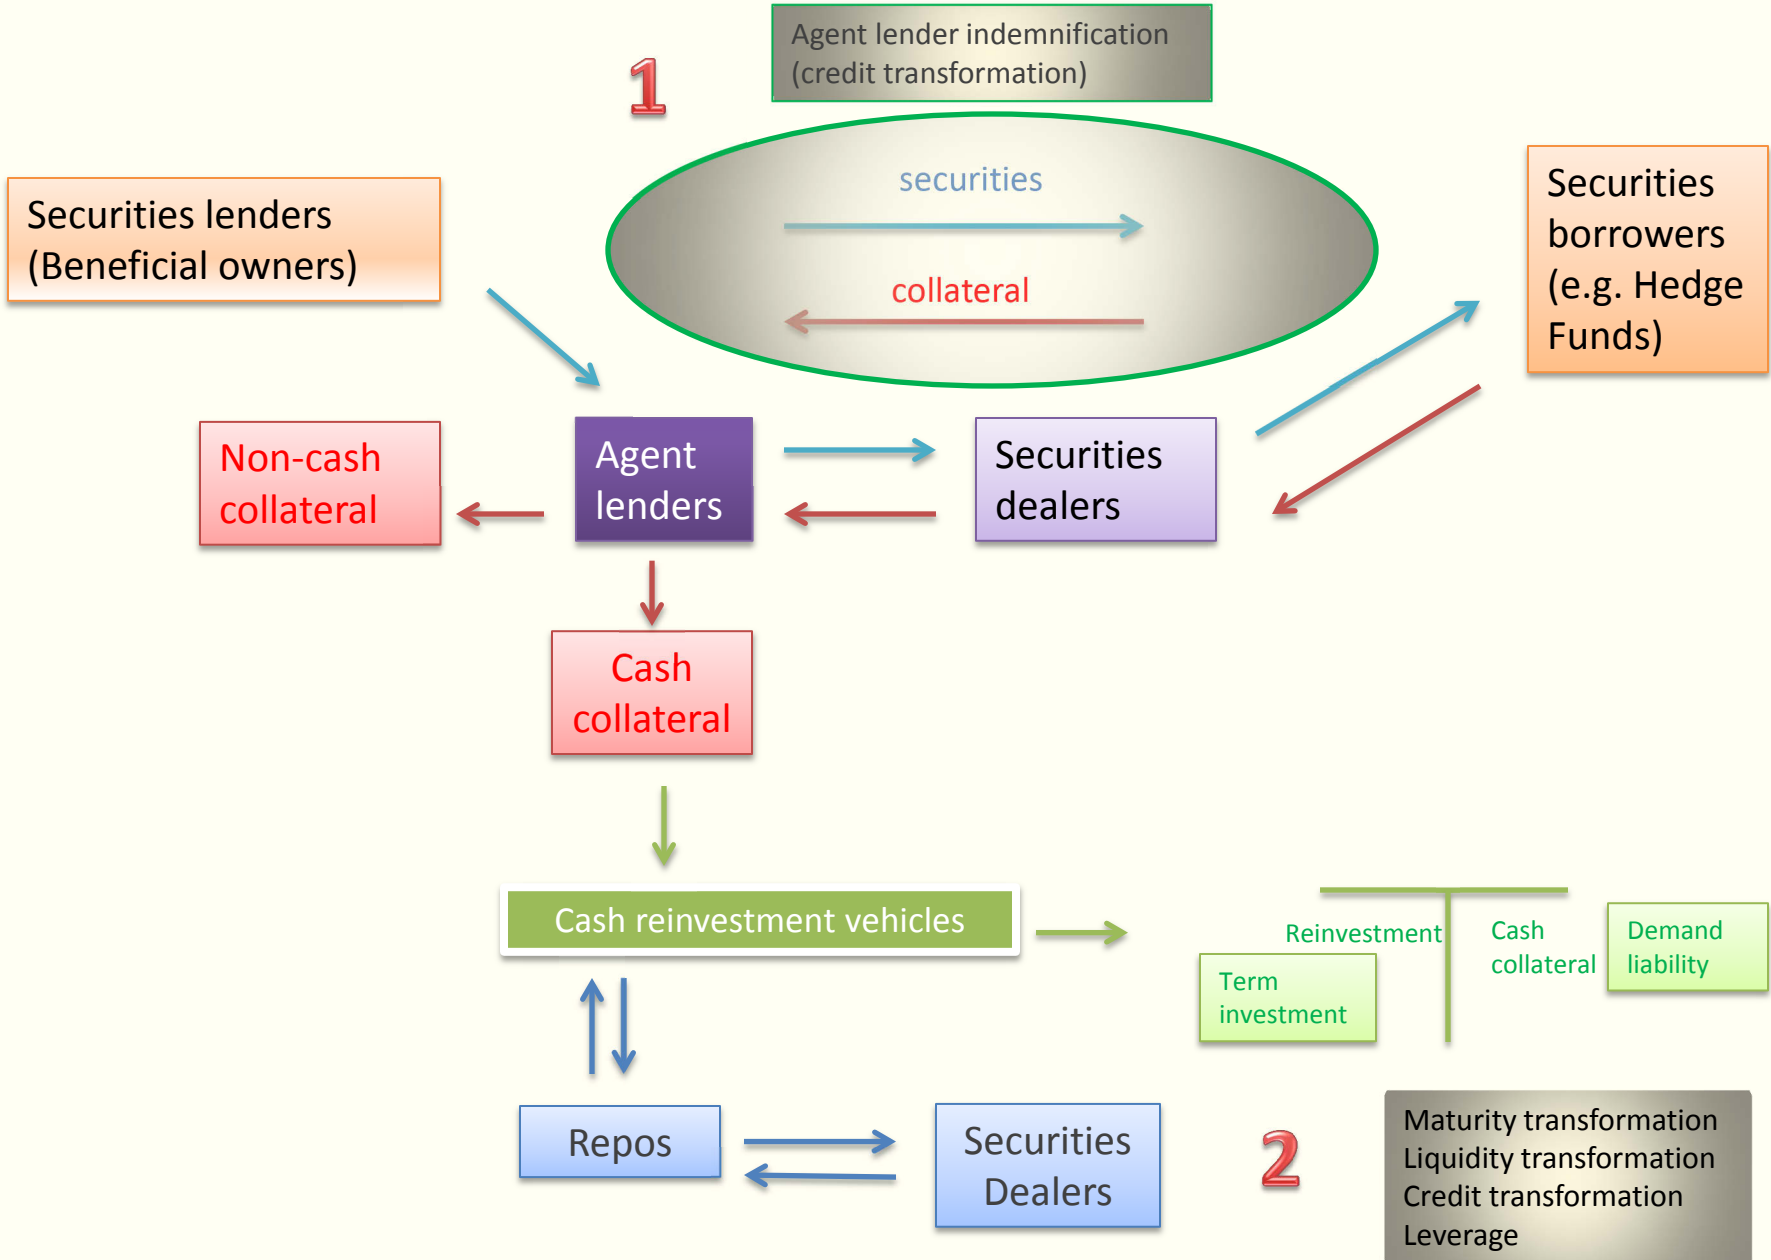 1
Agent lender indemnification
(credit transformation)
securities
collateral
Securities lenders
(Beneficial owners)
Securities
borrowers
(e.g. Hedge
Funds)
Non-cash
collateral
Agent
lenders
Securities
dealers
Cash
collateral
Cash reinvestment vehicles
Reinvestment
Cash
collateral
Demand
liability
Term
investment
Repos
Securities
Dealers
2
Maturity transformation
Liquidity transformation
Credit transformation
Leverage